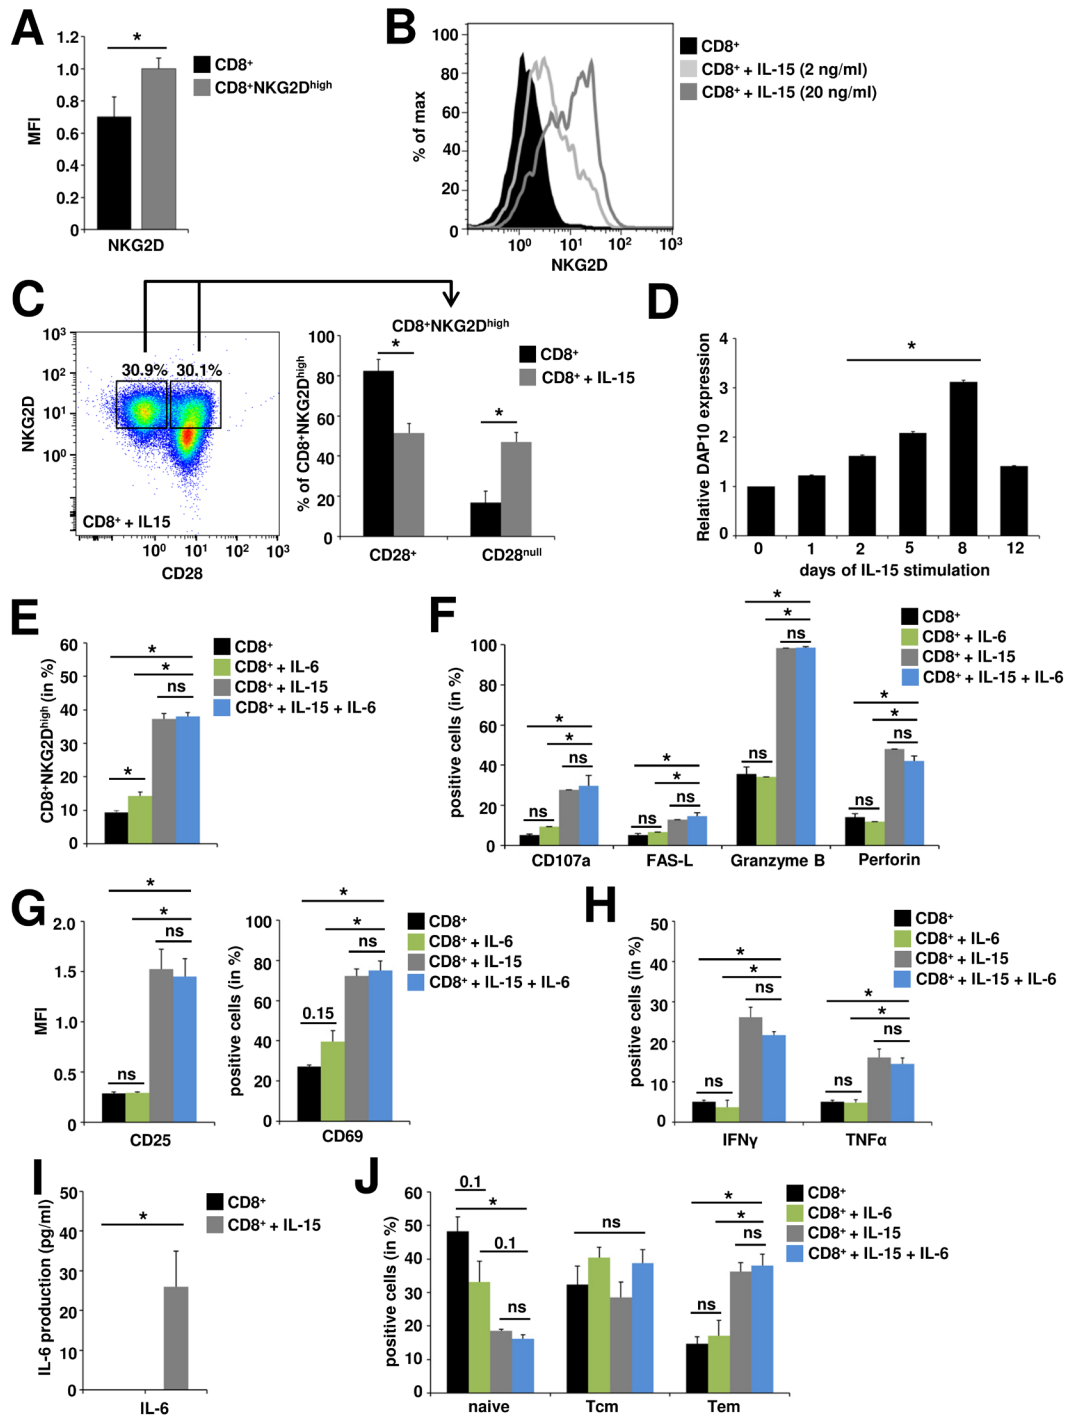 A
1.2
1.0
0.8
0.6
0.4
0.2
0
MFI
*
NKG2D
CD8+
CD8+NKG2Dhigh
B
100
80
60
40
20
0
% of max
10⁰ 10¹ 10² 10³
NKG2D
CD8+
CD8+ + IL-15 (2 ng/ml)
CD8+ + IL-15 (20 ng/ml)
C
10³
10²
10¹
10⁰
NKG2D
30.9% 30.1%
CD8+ + IL15
10⁰ 10¹ 10² 10³
CD28
CD8+NKG2Dhigh
100
80
60
40
20
0
% of CD8+NKG2Dhigh
*
*
CD8+
CD8+ + IL-15
CD28+ CD28null
D
4
3
2
1
0
Relative DAP10 expression
*
0 1 2 5 8 12
days of IL-15 stimulation
E
60
50
40
30
20
10
0
CD8+NKG2Dhigh (in %)
*
*
ns
*
CD8+
CD8+ + IL-6
CD8+ + IL-15
CD8+ + IL-15 + IL-6
F
100
80
60
40
20
0
positive cells (in %)
*
*
ns
ns
*
*
ns
ns
*
*
ns
ns
*
*
ns
ns
CD107a FAS-L Granzyme B Perforin
CD8+
CD8+ + IL-6
CD8+ + IL-15
CD8+ + IL-15 + IL-6
G
2.0
1.5
1.0
0.5
0
MFI
*
*
ns
ns
CD25
100
80
60
40
20
0
positive cells (in %)
*
*
ns
0.15
CD69
CD8+
CD8+ + IL-6
CD8+ + IL-15
CD8+ + IL-15 + IL-6
H
50
40
30
20
10
0
positive cells (in %)
*
*
ns
ns
*
*
ns
ns
IFNγ TNFα
CD8+
CD8+ + IL-6
CD8+ + IL-15
CD8+ + IL-15 + IL-6
I
50
40
30
20
10
0
IL-6 production (pg/ml)
*
IL-6
CD8+
CD8+ + IL-15
J
60
50
40
30
20
10
0
positive cells (in %)
0.1
*
0.1
ns
ns
*
*
ns
ns
naive Tcm Tem
CD8+
CD8+ + IL-6
CD8+ + IL-15
CD8+ + IL-15 + IL-6